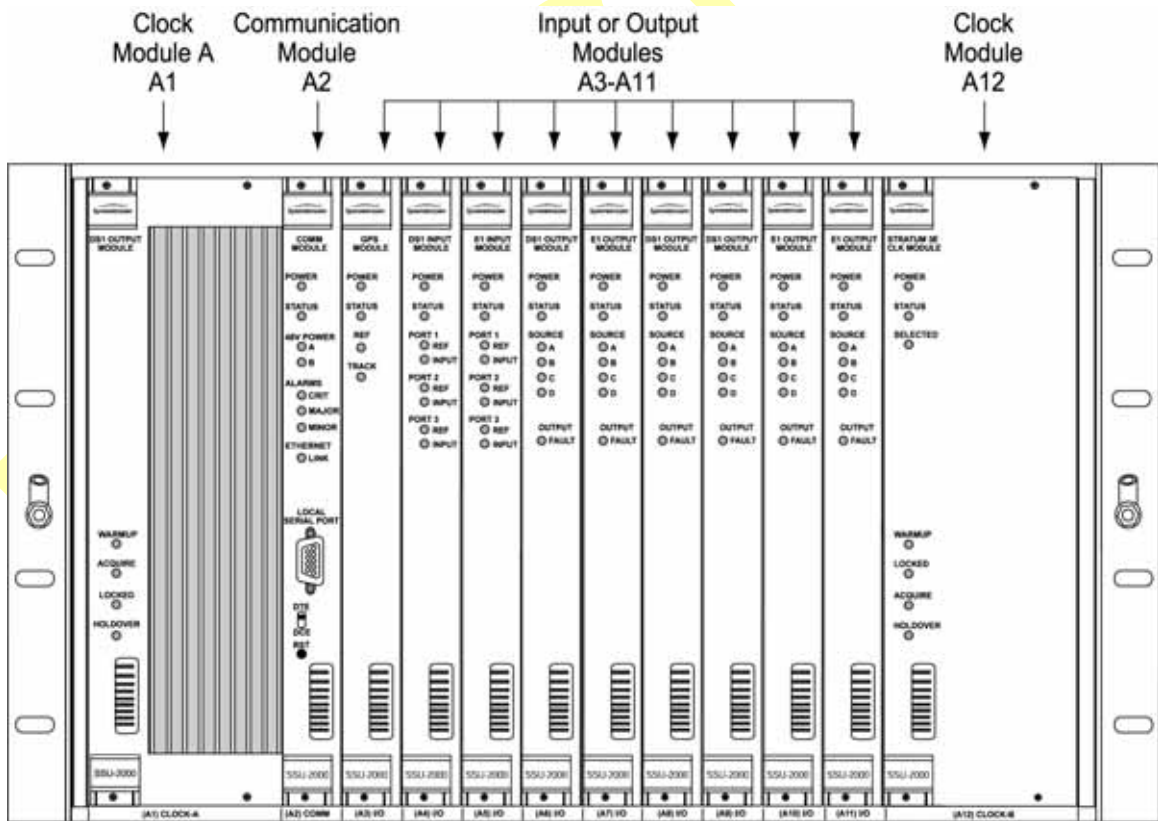 Clock
Module A
A1
Communication
Module
A2
Input or Output
Modules
A3-A11
Clock
Module
A12
DS1 OUTPUT
MODULE
WARMUP
ACQUIRE
LOCKED
HOLDOVER
SSU-2000
(A1) CLOCK-A
COMM
MODULE
POWER
STATUS
48V POWER
A
B
ALARMS
CRIT
MAJOR
MINOR
ETHERNET
LINK
LOCAL
SERIAL PORT
DTE
DCE
RST
SSU-2000
(A2) COMM
GPS
MODULE
POWER
STATUS
REF
TRACK
SSU-2000
(A3) I/O
DS1 INPUT
MODULE
POWER
STATUS
PORT 1
REF
INPUT
PORT 2
REF
INPUT
PORT 3
REF
INPUT
SSU-2000
(A4) I/O
E1 INPUT
MODULE
POWER
STATUS
PORT 1
REF
INPUT
PORT 2
REF
INPUT
PORT 3
REF
INPUT
SSU-2000
(A5) I/O
DS1 OUTPUT
MODULE
POWER
STATUS
SOURCE
A
B
C
D
OUTPUT
FAULT
SSU-2000
(A6) I/O
E1 OUTPUT
MODULE
POWER
STATUS
SOURCE
A
B
C
D
OUTPUT
FAULT
SSU-2000
(A7) I/O
DS1 OUTPUT
MODULE
POWER
STATUS
SOURCE
A
B
C
D
OUTPUT
FAULT
SSU-2000
(A8) I/O
DS1 OUTPUT
MODULE
POWER
STATUS
SOURCE
A
B
C
D
OUTPUT
FAULT
SSU-2000
(A9) I/O
E1 OUTPUT
MODULE
POWER
STATUS
SOURCE
A
B
C
D
OUTPUT
FAULT
SSU-2000
(A10) I/O
E1 OUTPUT
MODULE
POWER
STATUS
SOURCE
A
B
C
D
OUTPUT
FAULT
SSU-2000
(A11) I/O
STRATUM 3E
CLK MODULE
POWER
STATUS
SELECTED
WARMUP
LOCKED
ACQUIRE
HOLDOVER
SSU-2000
(A12) CLOCK-B